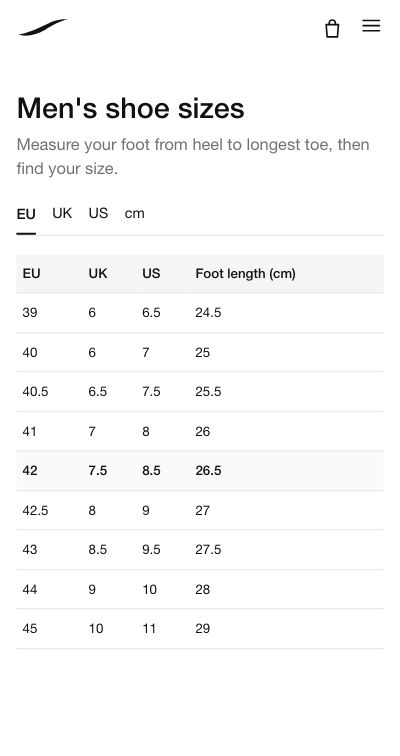 Men's shoe sizes
Measure your foot from heel to longest toe, then
find your size.
EU UK US cm
EU UK US Foot length (cm)
39 6 6.5 24.5
40 6 7 25
40.5 6.5 7.5 25.5
41 7 8 26
42 7.5 8.5 26.5
42.5 8 9 27
43 8.5 9.5 27.5
44 9 10 28
45 10 11 29